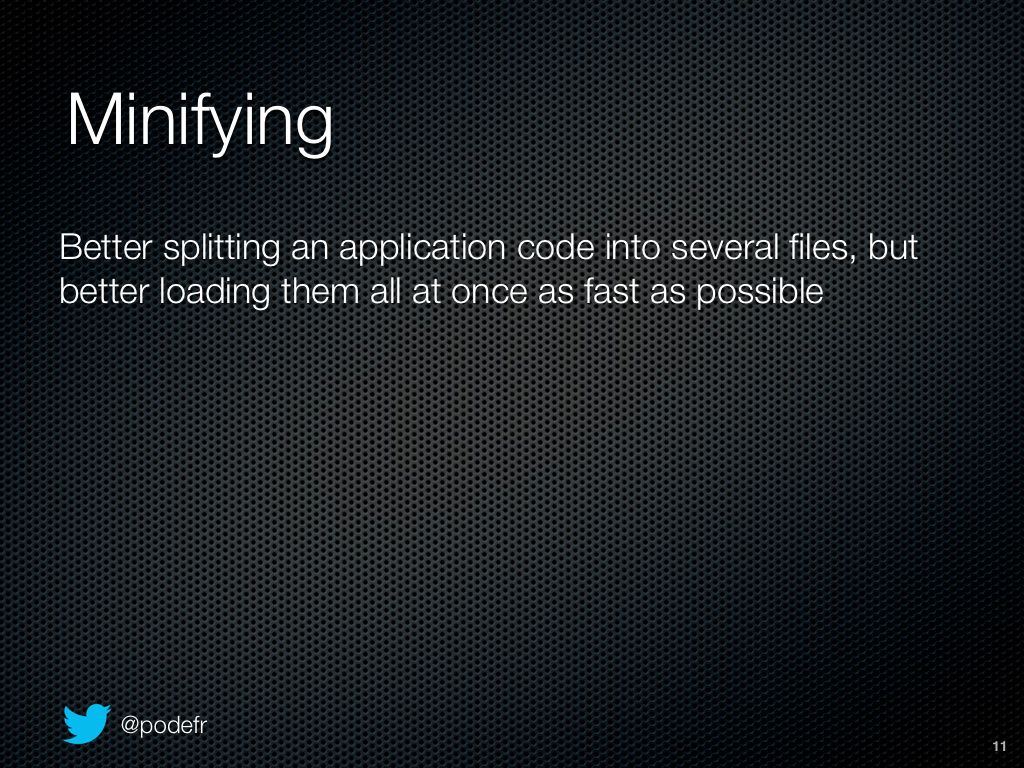 Minifying
Better splitting an application code into several files, but
better loading them all at once as fast as possible
@podefr
11